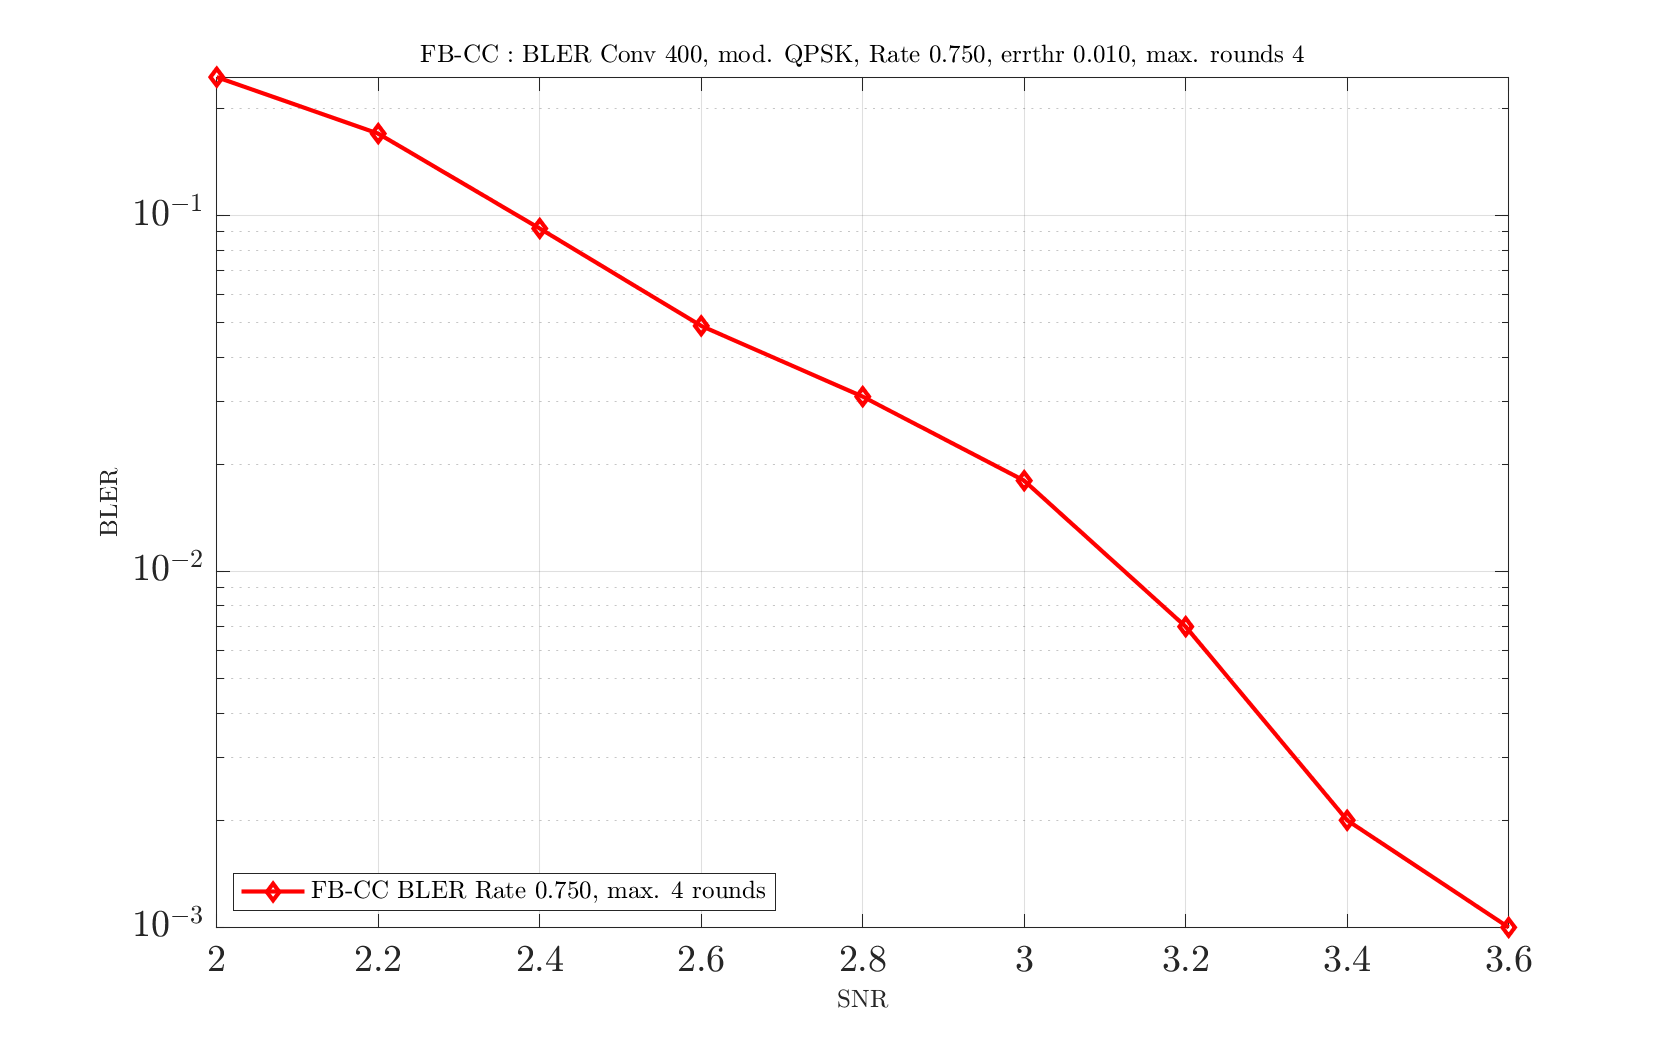 FB-CC : BLER Conv 400, mod. QPSK, Rate 0.750, errthr 0.010, max. rounds 4
10⁻¹
10⁻²
10⁻³
BLER
FB-CC BLER Rate 0.750, max. 4 rounds
2 2.2 2.4 2.6 2.8 3 3.2 3.4 3.6
SNR